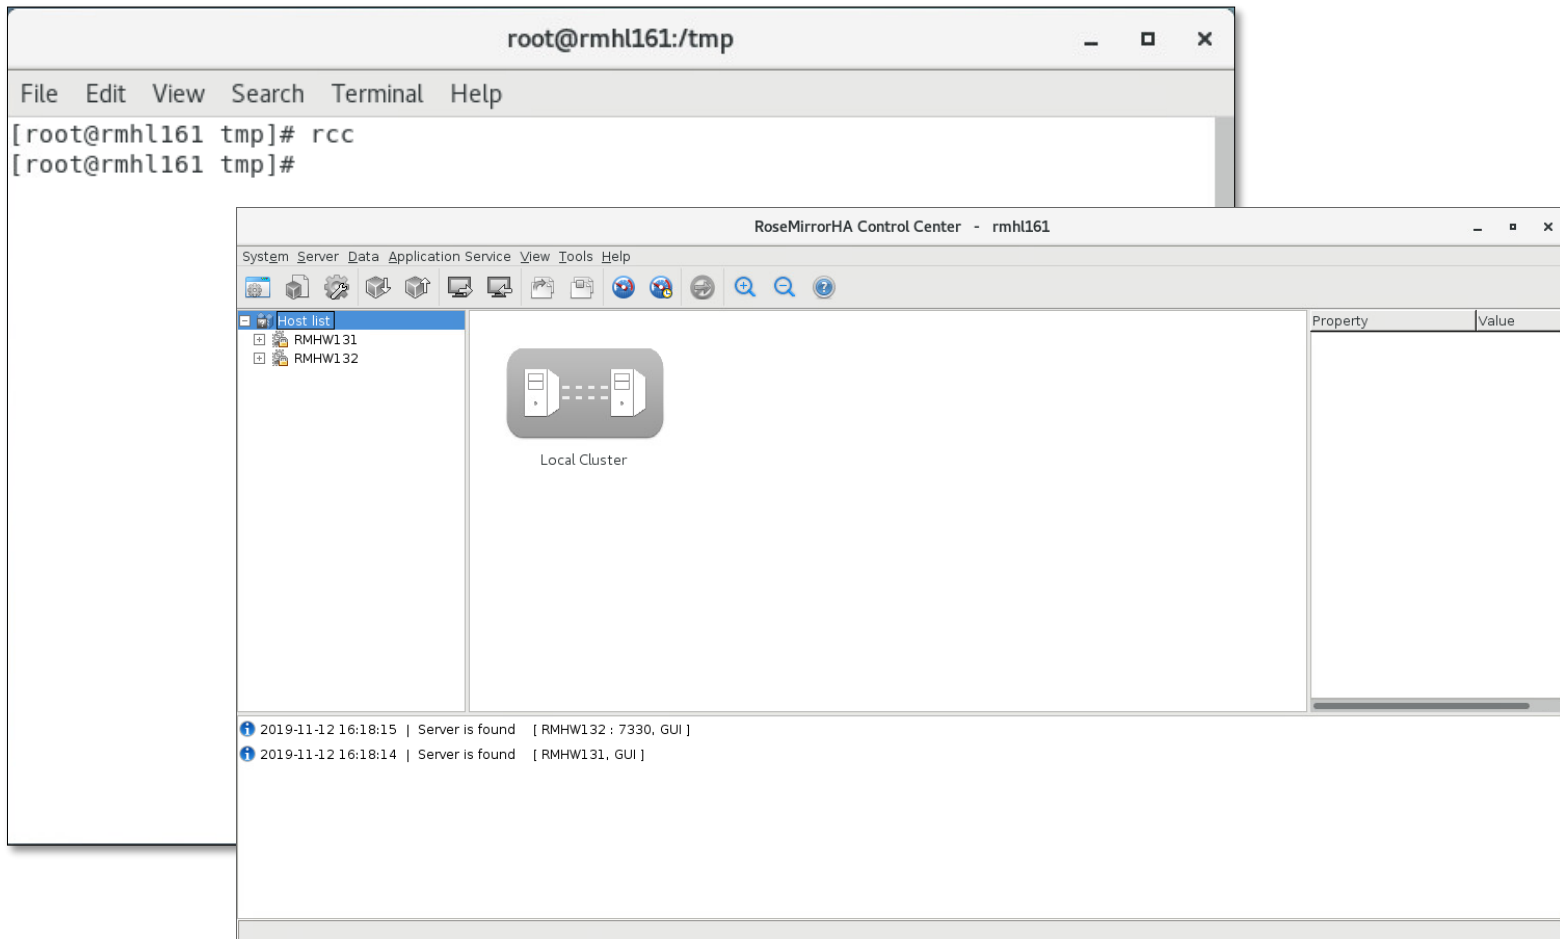 root@rmhl161:/tmp
File Edit View Search Terminal Help
[root@rmhl161 tmp]# rcc
[root@rmhl161 tmp]#
RoseMirrorHA Control Center - rmhl161
System Server Data Application Service View Tools Help
Host list
RMHW131
RMHW132
Local Cluster
Property Value
2019-11-12 16:18:15 | Server is found [ RMHW132 : 7330, GUI ]
2019-11-12 16:18:14 | Server is found [ RMHW131, GUI ]